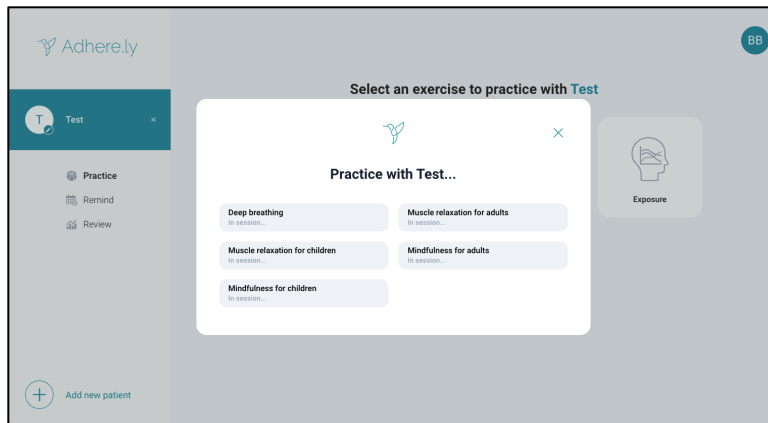 Adhere.ly
BB
Select an exercise to practice with Test
T
Test
×
Practice
Remind
Review
Add new patient
Practice with Test...
Deep breathing
In session...
Muscle relaxation for adults
In session...
Muscle relaxation for children
In session...
Mindfulness for adults
In session...
Mindfulness for children
In session...
Exposure